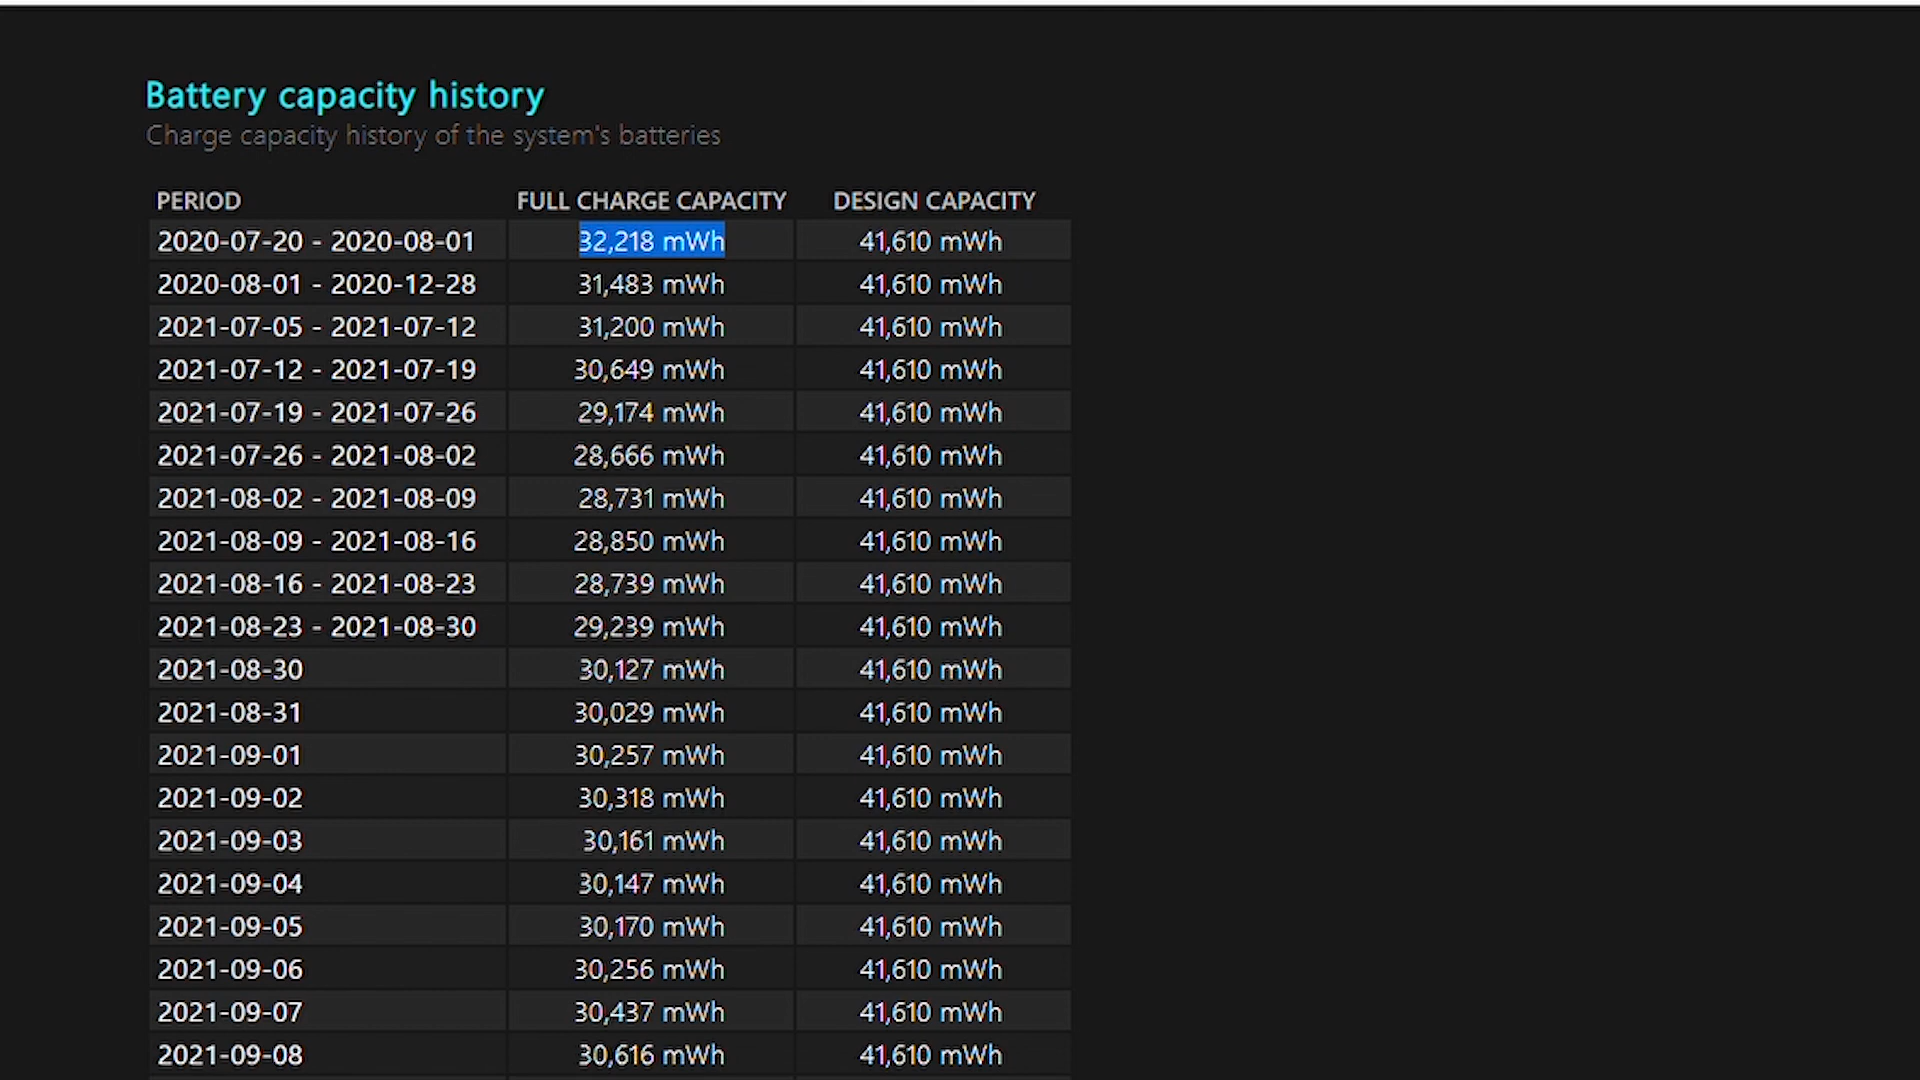 Battery capacity history
Charge capacity history of the system's batteries
PERIOD FULL CHARGE CAPACITY DESIGN CAPACITY
2020-07-20 - 2020-08-01 32,218 mWh 41,610 mWh
2020-08-01 - 2020-12-28 31,483 mWh 41,610 mWh
2021-07-05 - 2021-07-12 31,200 mWh 41,610 mWh
2021-07-12 - 2021-07-19 30,649 mWh 41,610 mWh
2021-07-19 - 2021-07-26 29,174 mWh 41,610 mWh
2021-07-26 - 2021-08-02 28,666 mWh 41,610 mWh
2021-08-02 - 2021-08-09 28,731 mWh 41,610 mWh
2021-08-09 - 2021-08-16 28,850 mWh 41,610 mWh
2021-08-16 - 2021-08-23 28,739 mWh 41,610 mWh
2021-08-23 - 2021-08-30 29,239 mWh 41,610 mWh
2021-08-30 30,127 mWh 41,610 mWh
2021-08-31 30,029 mWh 41,610 mWh
2021-09-01 30,257 mWh 41,610 mWh
2021-09-02 30,318 mWh 41,610 mWh
2021-09-03 30,161 mWh 41,610 mWh
2021-09-04 30,147 mWh 41,610 mWh
2021-09-05 30,170 mWh 41,610 mWh
2021-09-06 30,256 mWh 41,610 mWh
2021-09-07 30,437 mWh 41,610 mWh
2021-09-08 30,616 mWh 41,610 mWh